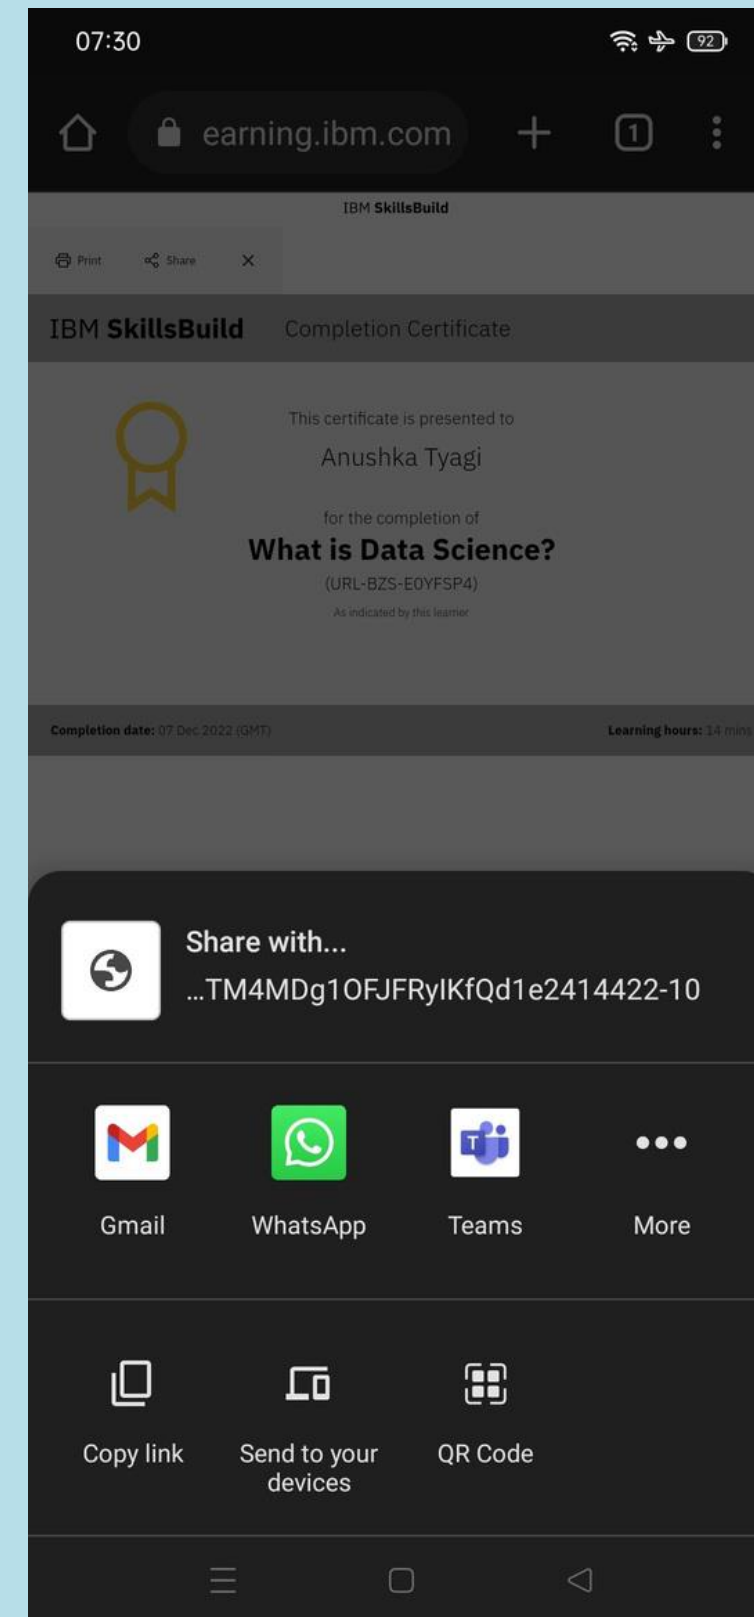 07:30
92
earning.ibm.com
1
IBM SkillsBuild
Print Share
IBM SkillsBuild Completion Certificate
This certificate is presented to
Anushka Tyagi
for the completion of
What is Data Science?
(URL-BZS-E0YFSP4)
As indicated by this learner
Completion date: 07 Dec 2022 (GMT) Learning hours: 14 mins
Share with...
...TM4MDg1OFJFRyIKfQd1e2414422-10
Gmail WhatsApp Teams More
Copy link Send to your devices QR Code